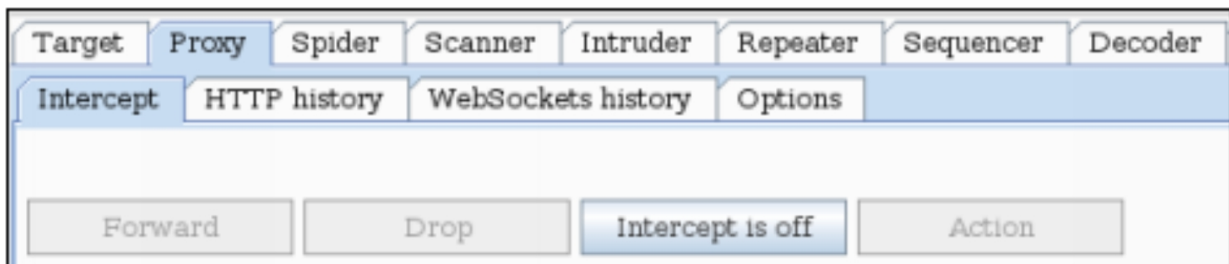 Target Proxy Spider Scanner Intruder Repeater Sequencer Decoder
Intercept HTTP history WebSockets history Options
Forward Drop Intercept is off Action